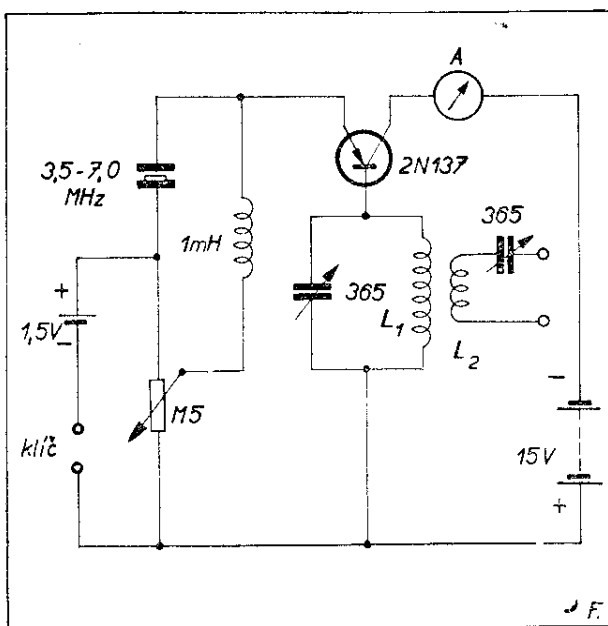 A
3,5-7,0
MHz
2N137
1mH
365
365
L₁
L₂
+
1,5V
−
M5
klíč
−
15V
+
F.